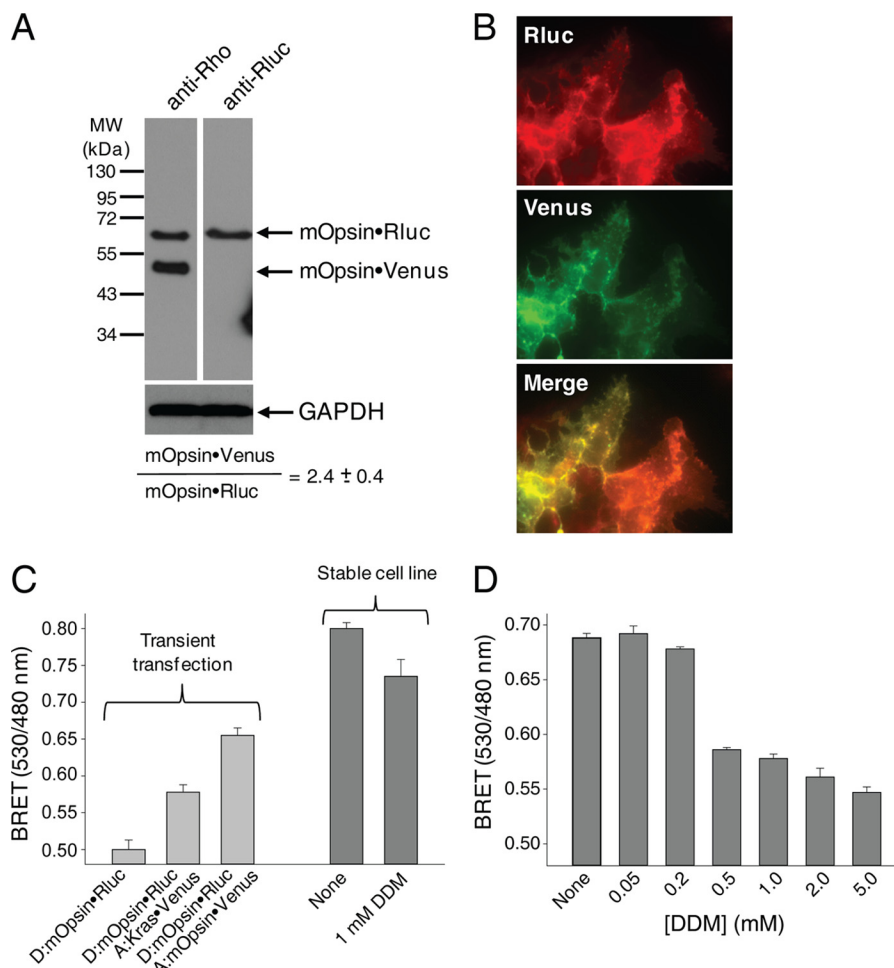 A
anti-Rho
anti-Rluc
MW
(kDa)
130
95
72
55
43
34
mOpsin•Rluc
mOpsin•Venus
GAPDH
mOpsin•Venus
mOpsin•Rluc
= 2.4 ± 0.4
B
Rluc
Venus
Merge
C
BRET (530/480 nm)
0.80
0.75
0.70
0.65
0.60
0.55
0.50
Transient
transfection
Stable cell line
D:mOpsin•Rluc
D:mOpsin•Rluc
A:Kras•Venus
D:mOpsin•Rluc
A:mOpsin•Venus
None
1 mM DDM
D
BRET (530/480 nm)
0.70
0.65
0.60
0.55
0.50
None
0.05
0.2
0.5
1.0
2.0
5.0
[DDM] (mM)